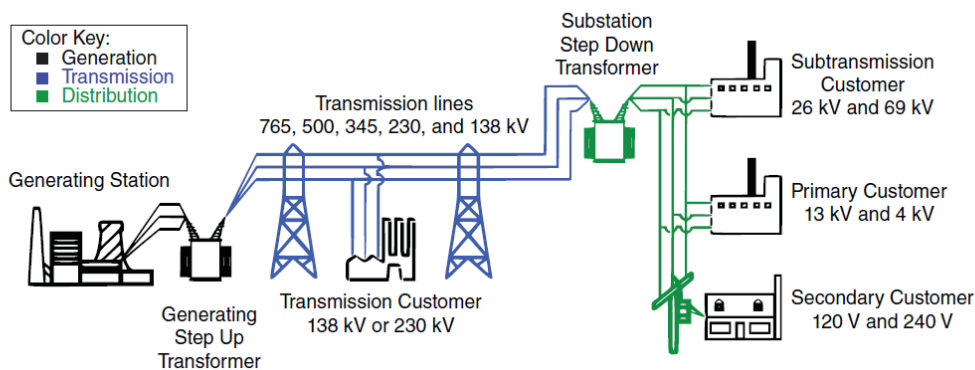 Color Key:
Generation
Transmission
Distribution
Substation
Step Down
Transformer
Subtransmission
Customer
26 kV and 69 kV
Transmission lines
765, 500, 345, 230, and 138 kV
Generating Station
Primary Customer
13 kV and 4 kV
Transmission Customer
138 kV or 230 kV
Generating
Step Up
Transformer
Secondary Customer
120 V and 240 V